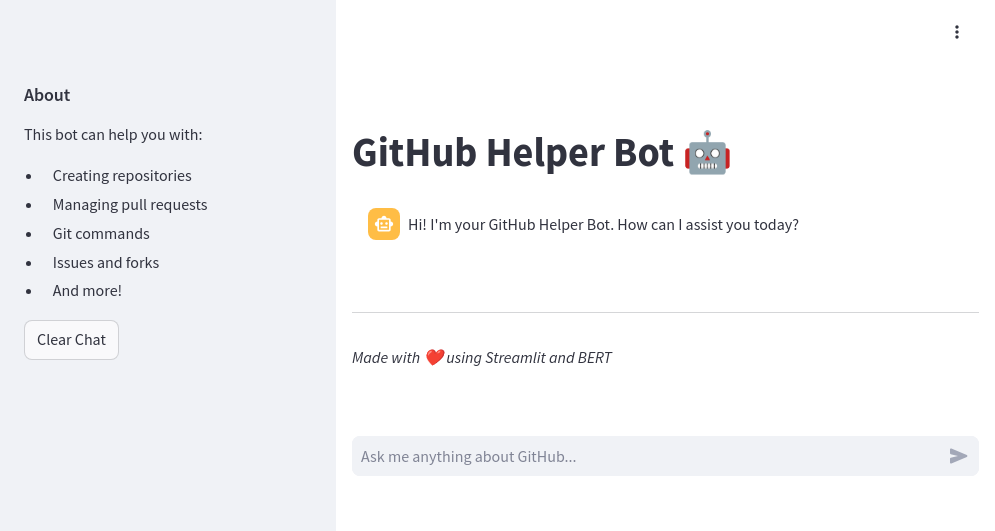 About
This bot can help you with:
Creating repositories
Managing pull requests
Git commands
Issues and forks
And more!
Clear Chat
GitHub Helper Bot 🤖
Hi! I'm your GitHub Helper Bot. How can I assist you today?
Made with ❤️ using Streamlit and BERT
Ask me anything about GitHub...